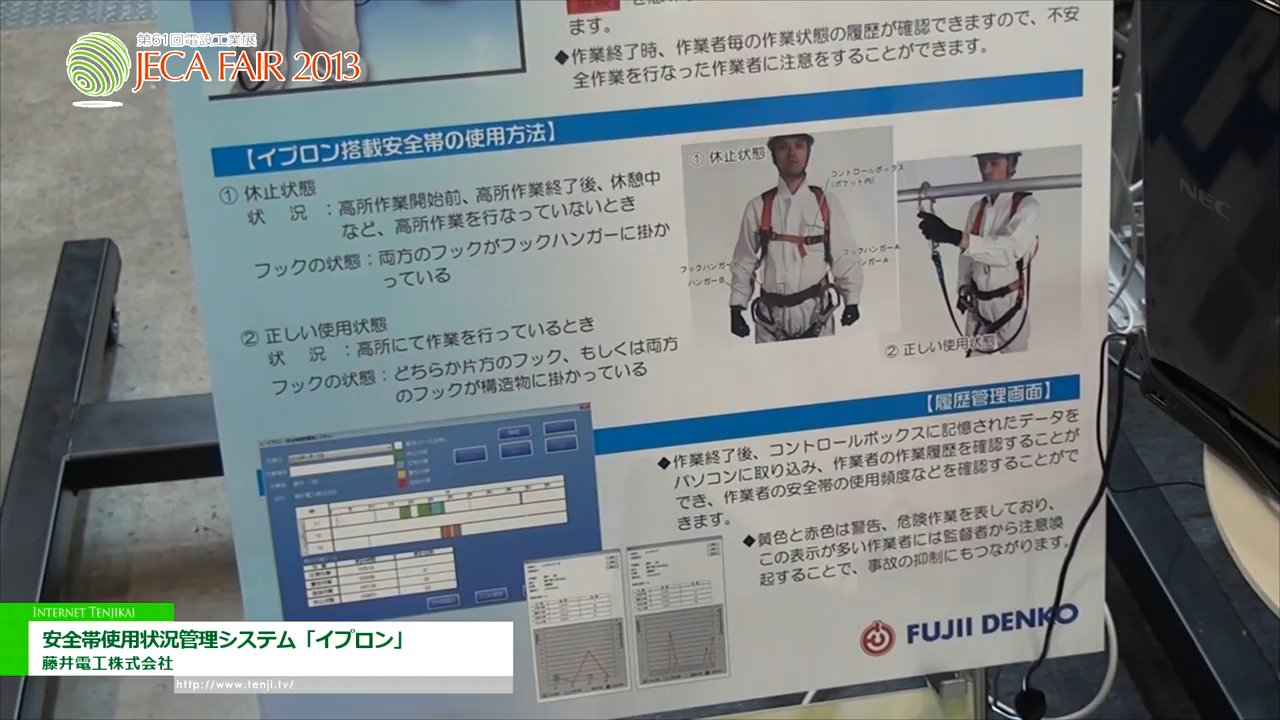 第61回電設工業展
JECA FAIR 2013
ます。
◆作業終了時、作業者毎の作業状態の履歴が確認できますので、不安
全作業を行なった作業者に注意をすることができます。
【イプロン搭載安全帯の使用方法】
① 休止状態
状 況 ：高所作業開始前、高所作業終了後、休憩中
など、高所作業を行なっていないとき
フックの状態：両方のフックがフックハンガーに掛か
っている
② 正しい使用状態
状 況 ：高所にて作業を行っているとき
フックの状態：どちらか片方のフック、もしくは両方
のフックが構造物に掛かっている
① 休止状態
コントロールボックス
(ポケット内)
フックハンガーA
ハンガーA
フックハンガーB
ハンガーB
② 正しい使用状態
【履歴管理画面】
◆作業終了後、コントロールボックスに記憶されたデータを
パソコンに取り込み、作業者の作業履歴を確認することが
でき、作業者の安全帯の使用頻度などを確認することがで
きます。
◆黄色と赤色は警告、危険作業を表しており、
この表示が多い作業者には監督者から注意喚
起することで、事故の抑制にもつながります。
FUJII DENKO
NEC
INTERNET TENJIKAI
安全帯使用状況管理システム「イプロン」
藤井電工株式会社
http://www.tenji.tv/